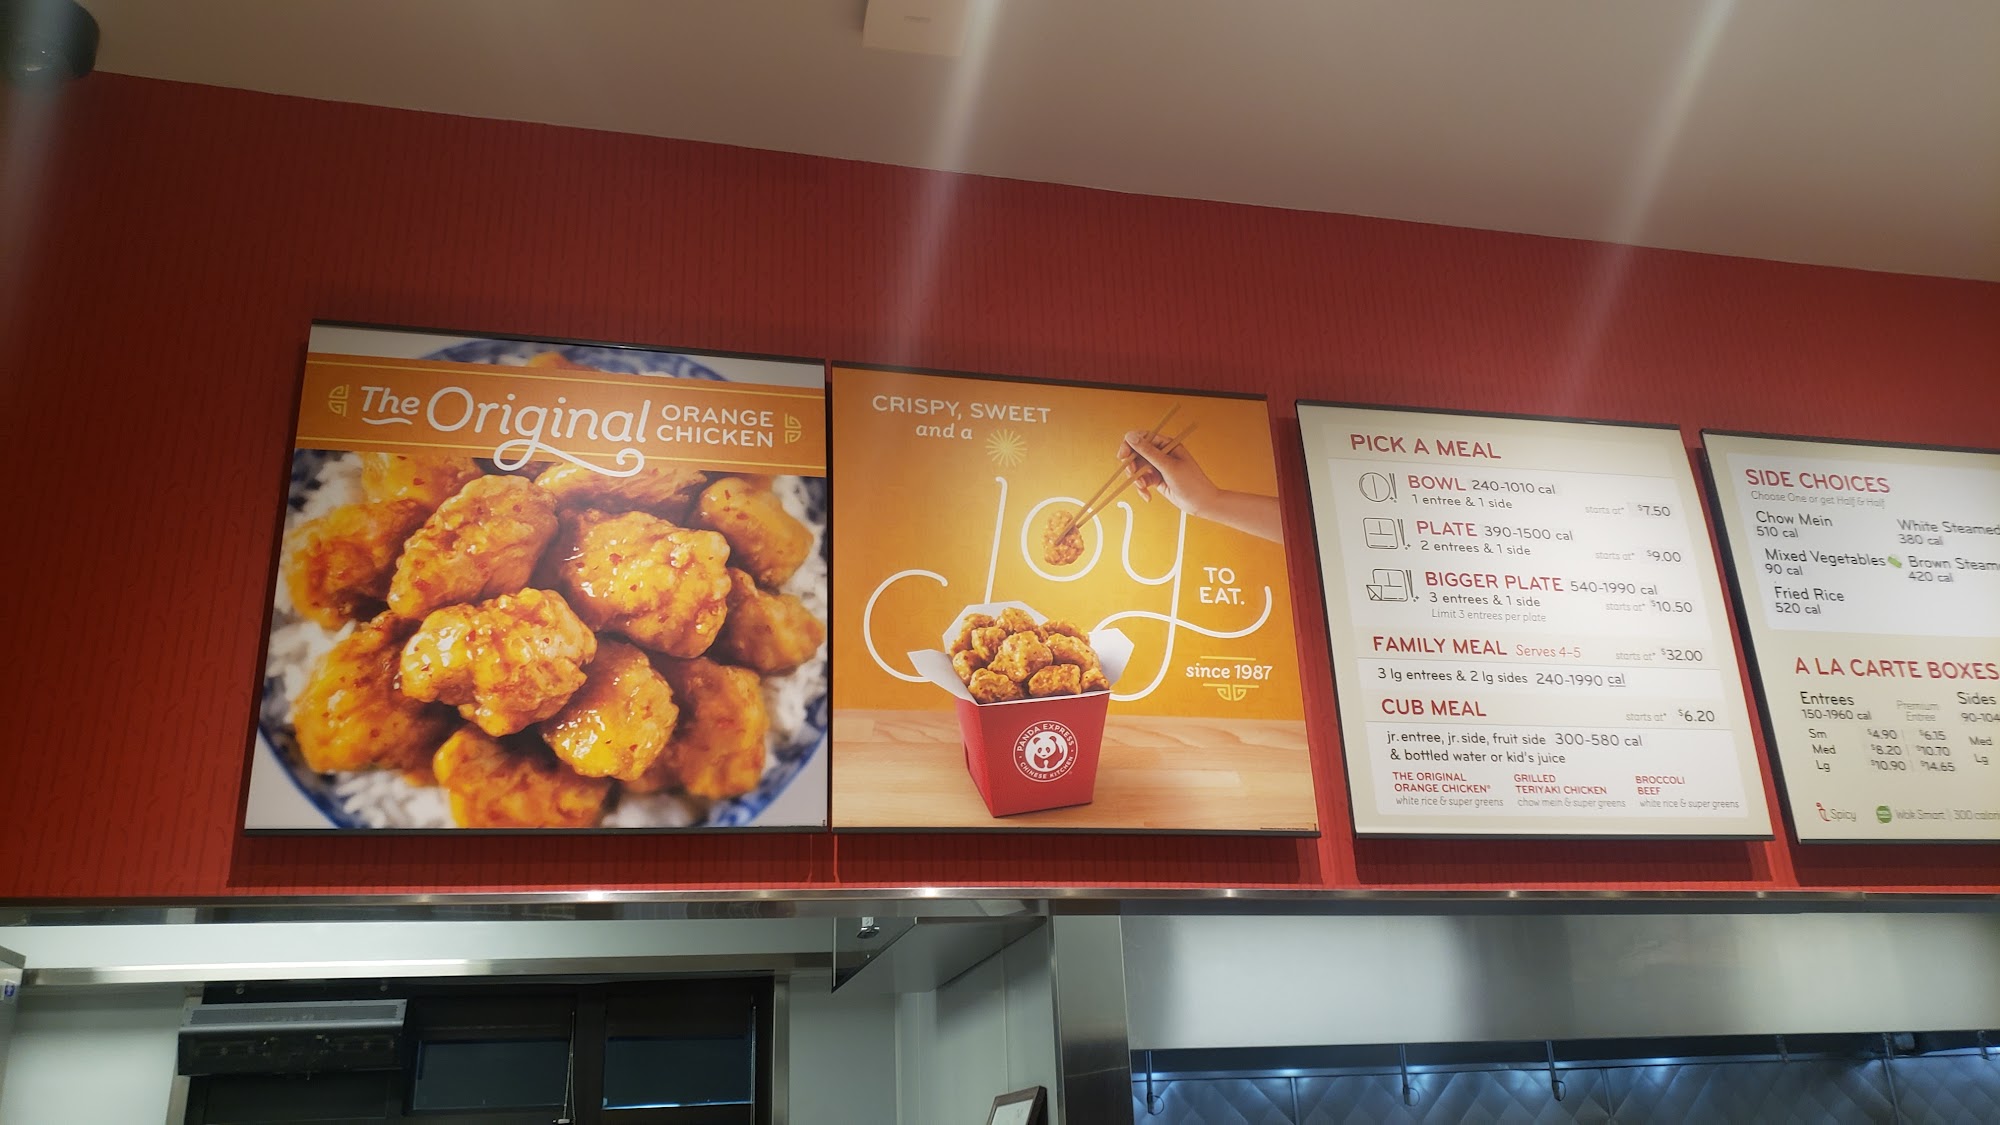 The Original ORANGE
CHICKEN
CRISPY, SWEET
and a
Joy
TO
EAT.
since 1987
PANDA EXPRESS
CHINESE KITCHEN
PICK A MEAL
BOWL 240-1010 cal
1 entree & 1 side starts at* $7.50
PLATE 390-1500 cal
2 entrees & 1 side starts at* $9.00
BIGGER PLATE 540-1990 cal
3 entrees & 1 side starts at* $10.50
Limit 3 entrees per plate
FAMILY MEAL Serves 4-5 starts at* $32.00
3 lg entrees & 2 lg sides 240-1990 cal
CUB MEAL starts at* $6.20
jr. entree, jr. side, fruit side 300-580 cal
& bottled water or kid's juice
THE ORIGINAL
ORANGE CHICKEN®
white rice & super greens
GRILLED
TERIYAKI CHICKEN
chow mein & super greens
BROCCOLI
BEEF
white rice & super greens
SIDE CHOICES
Choose One or get Half & Half
Chow Mein
510 cal
Mixed Vegetables
90 cal
Fried Rice
520 cal
White Steamed
380 cal
Brown Steam
420 cal
A LA CARTE BOXES
Entrees
150-1960 cal
Premium
Entree
Sides
90-104
Sm $4.90 $6.15
Med $8.20 $10.70 Med
Lg $10.90 $14.65 Lg
Spicy
Wok Smart 300 calori